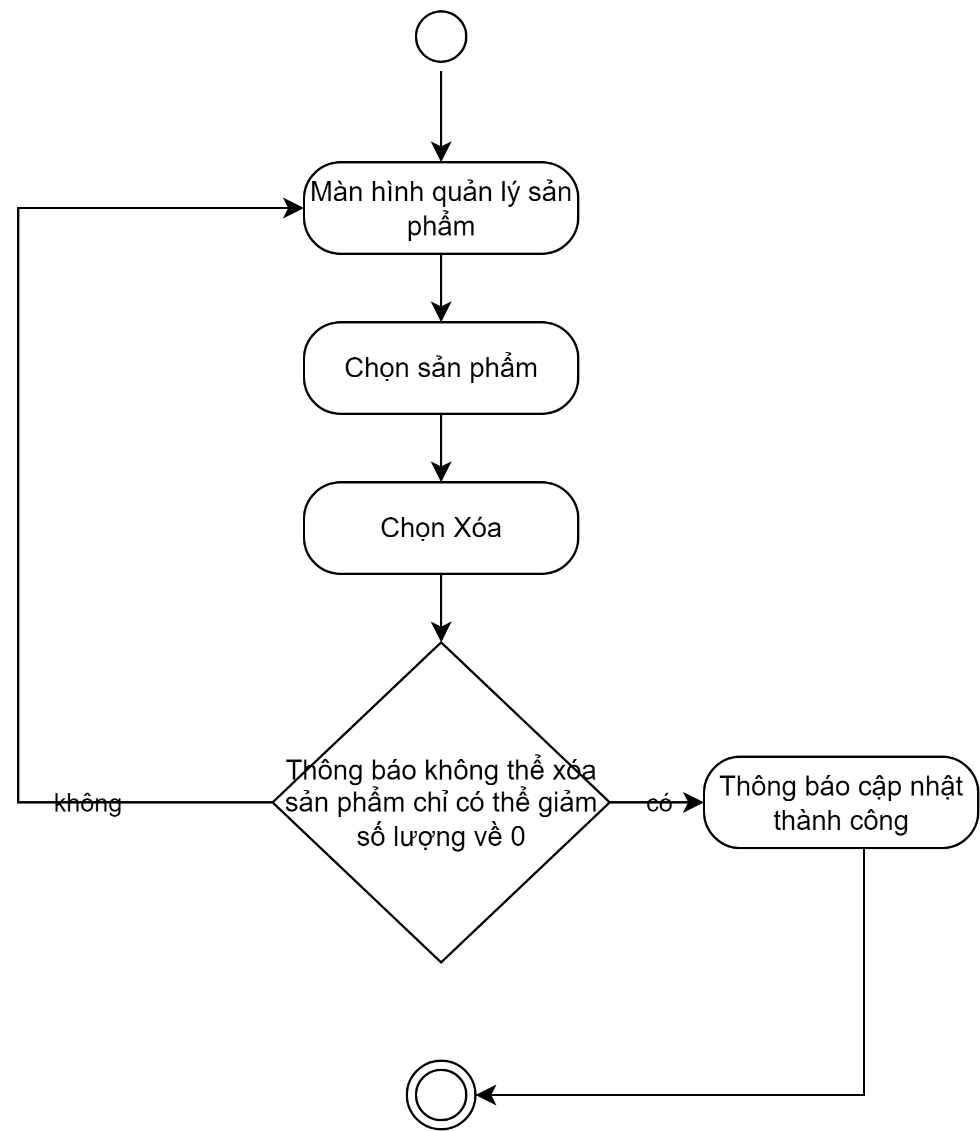 Màn hình quản lý sản
phẩm
Chọn sản phẩm
Chọn Xóa
Thông báo không thể xóa
sản phẩm chỉ có thể giảm
số lượng về 0
không
có
Thông báo cập nhật
thành công